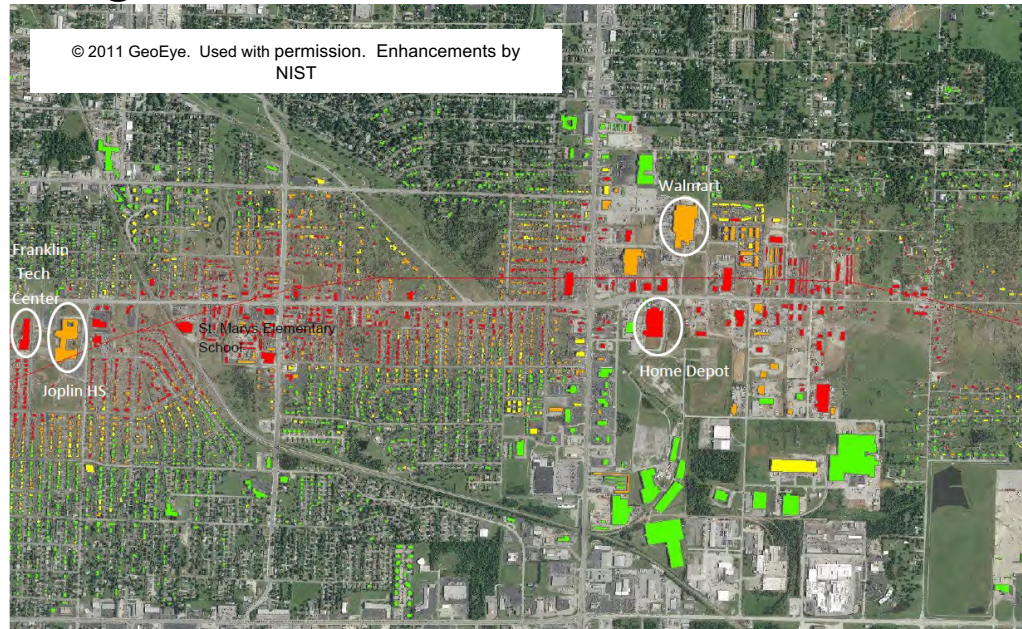 © 2011 GeoEye. Used with permission. Enhancements by
NIST
Walmart
Franklin
Tech
Center
St. Marys Elementary
School
Joplin HS
Home Depot